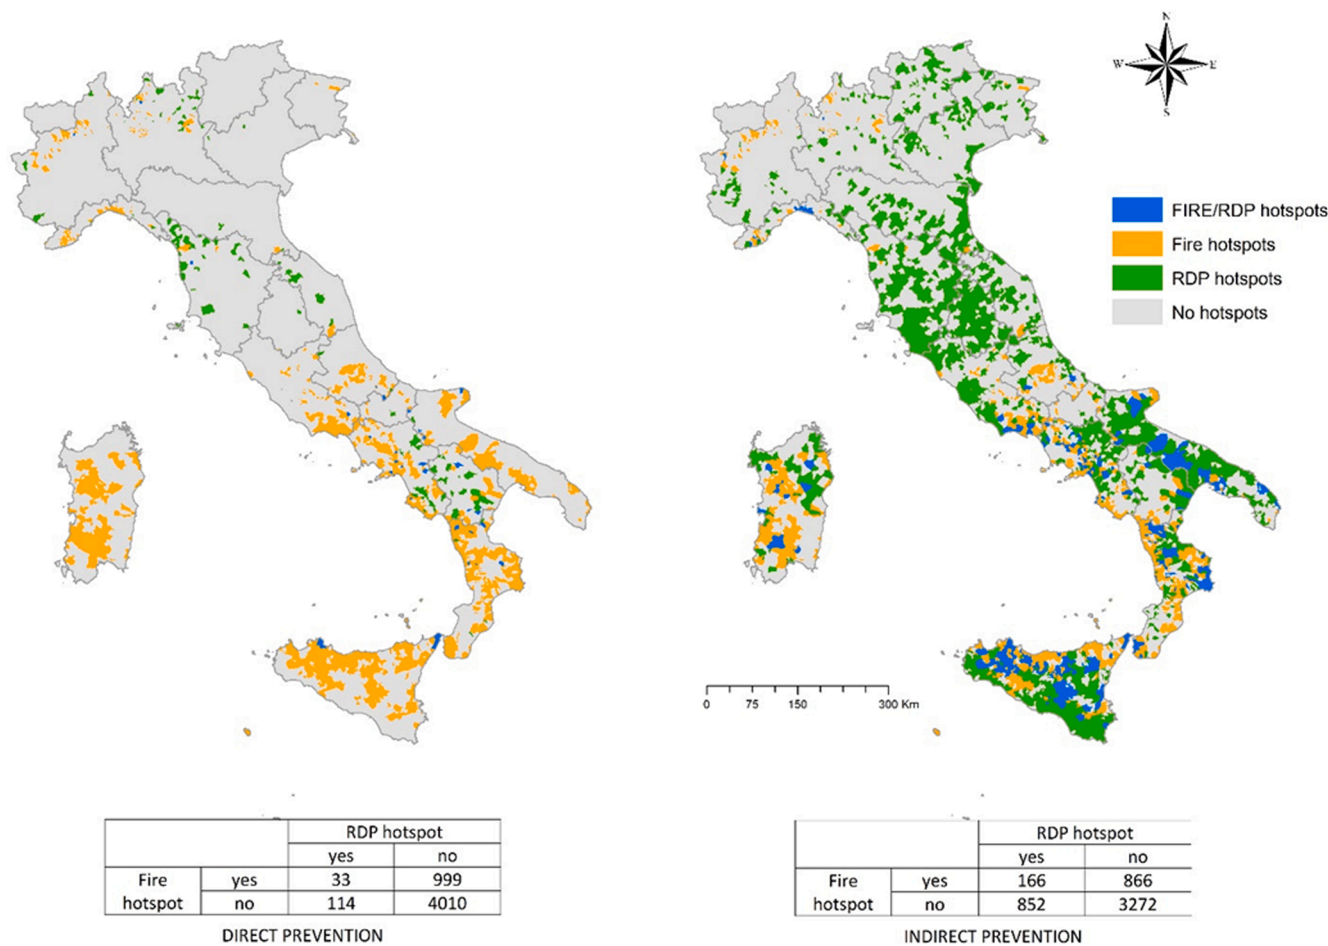 N
W E
S
FIRE/RDP hotspots
Fire hotspots
RDP hotspots
No hotspots
0 75 150 300 Km
RDP hotspot
yes no
Fire hotspot yes 33 999
no 114 4010
DIRECT PREVENTION
RDP hotspot
yes no
Fire hotspot yes 166 866
no 852 3272
INDIRECT PREVENTION